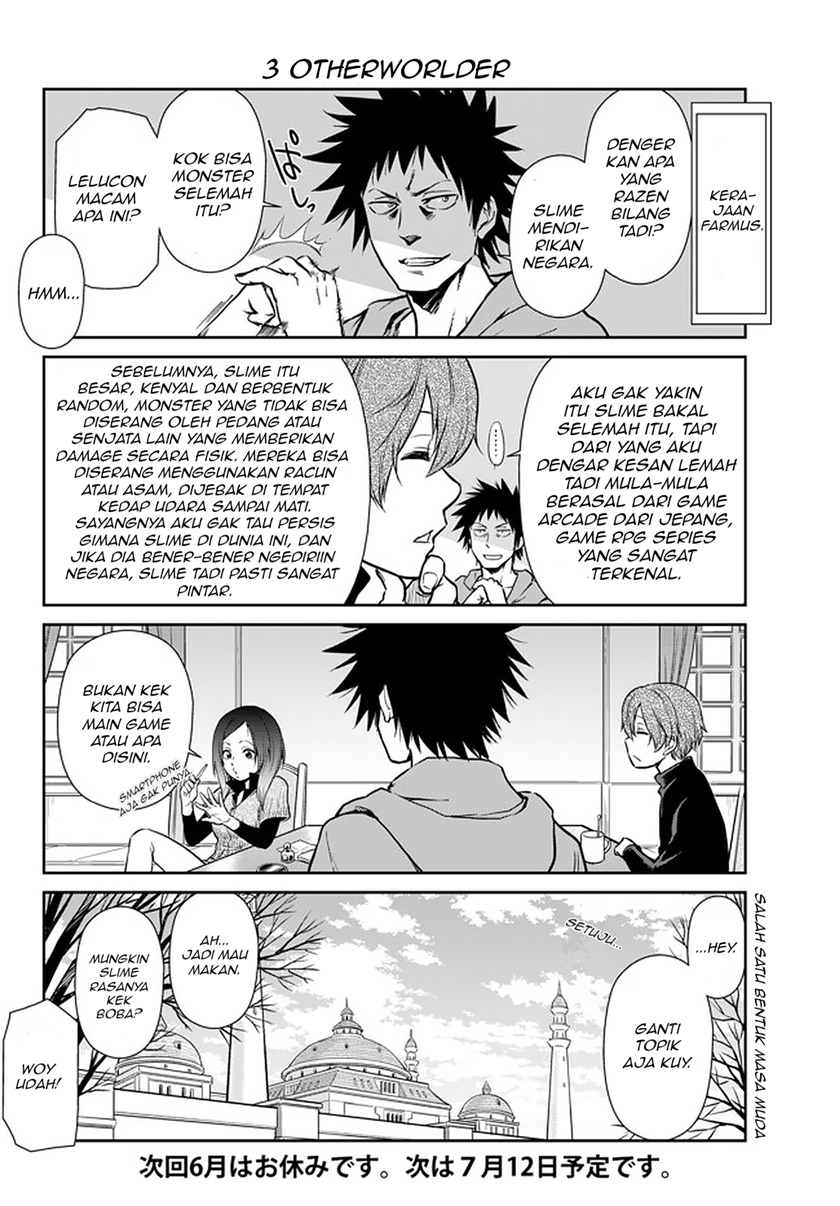 3 OTHERWORLDER
KERA-
JAAN
FARMUS.
DENGER
KAN APA
YANG
RAZEN
BILANG
TADI?
SLIME
MENDI-
RIKAN
NEGARA.
ぱしっ
KOK BISA
MONSTER
SELEMAH
ITU?
LELUCON
MACAM
APA INI?
HMM...
AKU GAK YAKIN
ITU SLIME BAKAL
SELEMAH ITU, TAPI
DARI YANG AKU
DENGAR KESAN LEMAH
TADI MULA-MULA
BERASAL DARI GAME
ARCADE DARI JEPANG,
GAME RPG SERIES
YANG SANGAT
TERKENAL.
......
SEBELUMNYA, SLIME ITU
BESAR, KENYAL DAN BERBENTUK
RANDOM, MONSTER YANG TIDAK BISA
DISERANG OLEH PEDANG ATAU
SENJATA LAIN YANG MEMBERIKAN
DAMAGE SECARA FISIK. MEREKA BISA
DISERANG MENGGUNAKAN RACUN
ATAU ASAM, DIJEBAK DI TEMPAT
KEDAP UDARA SAMPAI MATI.
SAYANGNYA AKU GAK TAU PERSIS
GIMANA SLIME DI DUNIA INI, DAN
JIKA DIA BENER-BENER NGEDIRIIN
NEGARA, SLIME TADI PASTI SANGAT
PINTAR.
BUKAN KEK
KITA BISA
MAIN GAME
ATAU APA
DISINI.
SMARTPHONE
AJA GAK PUNYA
...HEY.
GANTI
TOPIK
AJA KUY.
SETUJU...
AH...
JADI MAU
MAKAN.
MUNGKIN
SLIME
RASANYA
KEK
BOBA?
WOY
UDAH!
SALAH SATU BENTUK MASA MUDA
次回6月はお休みです。次は7月12日予定です。